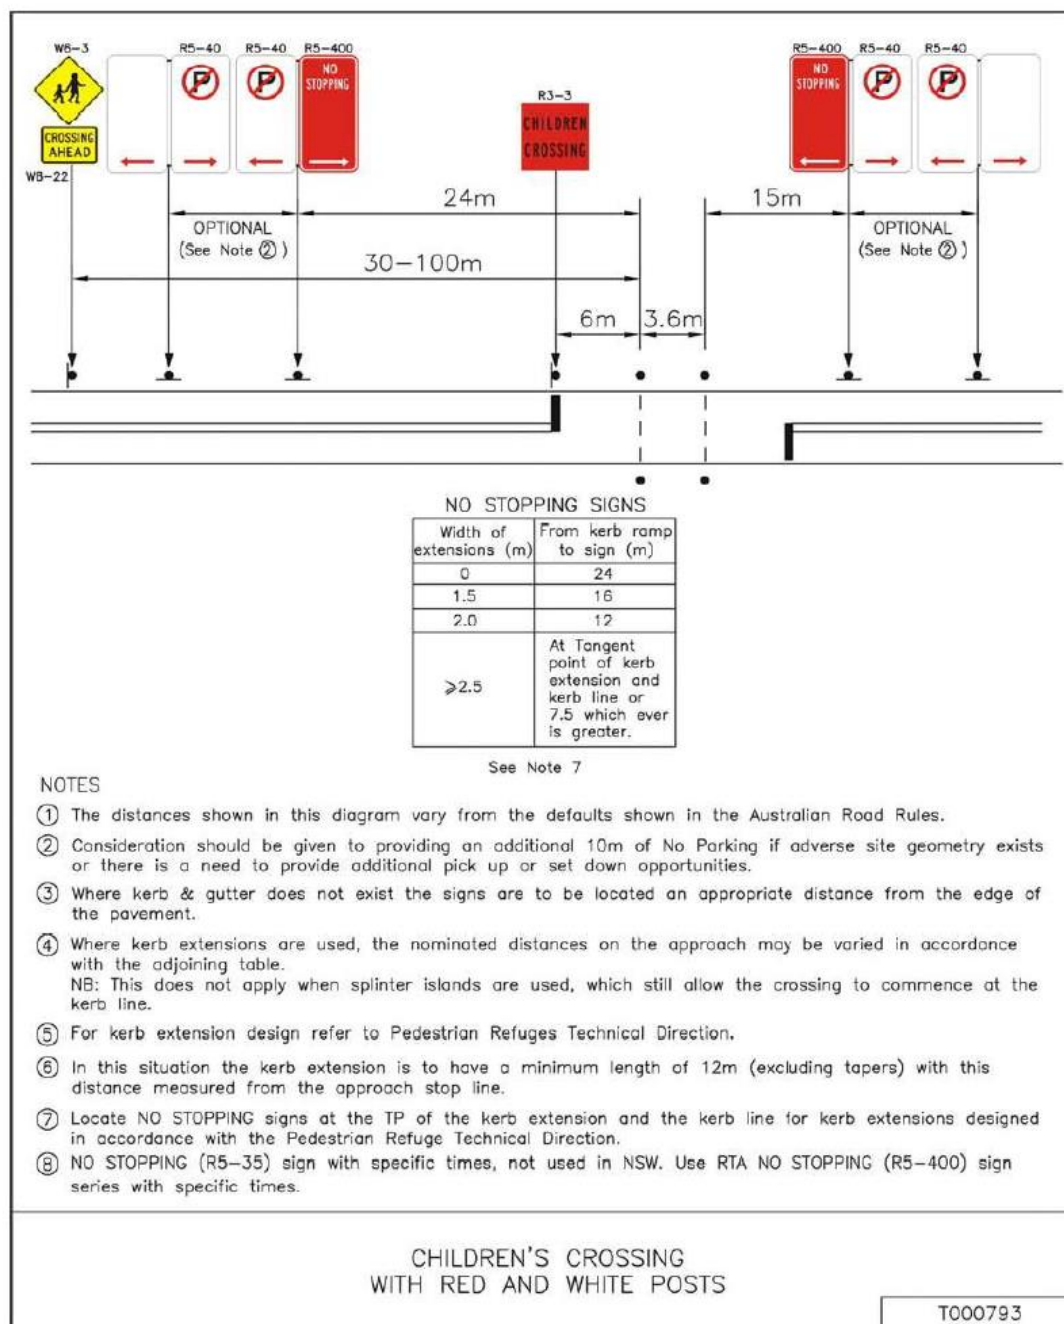 W6-3
R5-40 R5-40 R5-400
R5-400 R5-40 R5-40
P P NO STOPPING
NO STOPPING P P
R3-3
CHILDREN
CROSSING
CROSSING
AHEAD
W8-22
24m
15m
OPTIONAL
(See Note ②)
OPTIONAL
(See Note ②)
30-100m
6m 3.6m
NO STOPPING SIGNS
Width of extensions (m) From kerb ramp to sign (m)
0 24
1.5 16
2.0 12
⩾2.5 At Tangent
point of kerb
extension and
kerb line or
7.5 which ever
is greater.
See Note 7
NOTES
① The distances shown in this diagram vary from the defaults shown in the Australian Road Rules.
② Consideration should be given to providing an additional 10m of No Parking if adverse site geometry exists
or there is a need to provide additional pick up or set down opportunities.
③ Where kerb & gutter does not exist the signs are to be located an appropriate distance from the edge of
the pavement.
④ Where kerb extensions are used, the nominated distances on the approach may be varied in accordance
with the adjoining table.
NB: This does not apply when splinter islands are used, which still allow the crossing to commence at the
kerb line.
⑤ For kerb extension design refer to Pedestrian Refuges Technical Direction.
⑥ In this situation the kerb extension is to have a minimum length of 12m (excluding tapers) with this
distance measured from the approach stop line.
⑦ Locate NO STOPPING signs at the TP of the kerb extension and the kerb line for kerb extensions designed
in accordance with the Pedestrian Refuge Technical Direction.
⑧ NO STOPPING (R5-35) sign with specific times, not used in NSW. Use RTA NO STOPPING (R5-400) sign
series with specific times.
CHILDREN'S CROSSING
WITH RED AND WHITE POSTS
T000793